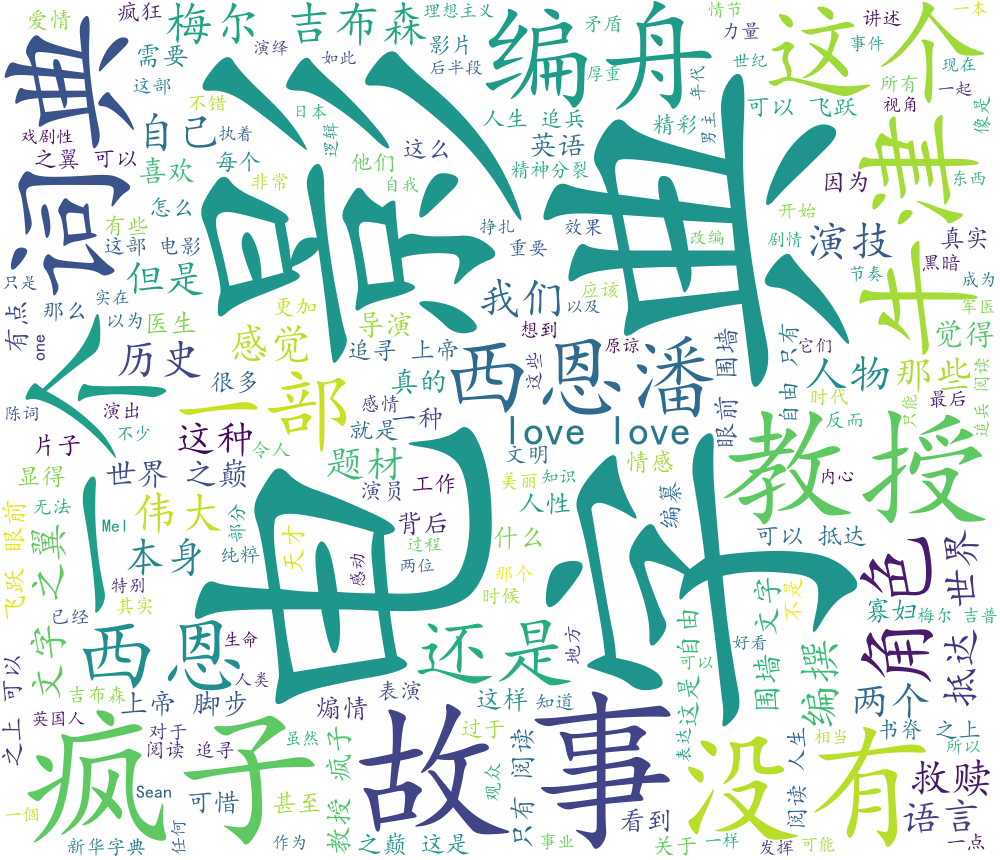 爱情
疯狂
梅尔 吉布森
理想主义
编舟
矛盾
情节
这个
讲述
一本
词典
需要
演绎
如此
影片
后半段
厚重
年代
力量
世纪
事件
所有
现在
一起
这部
不错
电影
日本
逻辑
人生 追兵
精彩
男主
可以 飞跃
视角
像是
戏剧性
自己
执着
每个
他们
这么
英语
精神分裂
字典
牛津
之翼 可以
喜欢
非常
自我
因为
东西
有些
怎么
挣扎
效果
改编
开始
剧情
演技
真实
这部 电影
重要
节奏
黑暗
只是
但是
我们
以及
应该
成为
那么
实在
更加
军医
有点
one
以为
医生
导演
想到
原谅
围墙
只有
它们
觉得
一个
历史
感觉
追寻 上帝
西恩潘
这些
眼前
自由
人物
那些
很多
真的
时代
最后
阅读
陈词
演出
一部
感情
一种
love love
反而
只能
追兵
不少
这种
令人
就是
文明
教授
片子
题材
情感
内心
显得
世界 之巅
演员
工作
美丽
知识
编纂
无法
Mel
伟大
部分
天才
背后
人性
什么
可以 抵达
角色
世界
飞跃 眼前
之翼
本身
纯粹
感动
过程
两位
那个
时候
特别
其实
文字
不是
寡妇
梅尔 吉普
已经
西恩
生命
还是
地方
好看
自由
围墙
编撰
两个
抵达
文字
人类
可以
吉布森
上帝 脚步
表演
这样
知道
这是
书脊
之上
之上 可以
英国人
对于
煽情
过于
表达
所以
疯子
阅读 追寻
虽然
故事
观众
只有 阅读
没有
相当
人生
阅读
救赎
Sean
可惜
甚至
教授 疯子
看到
语言
一個
新华字典
任何
作为
之巅 这是
事业
关于
一样
发挥
可能
一点